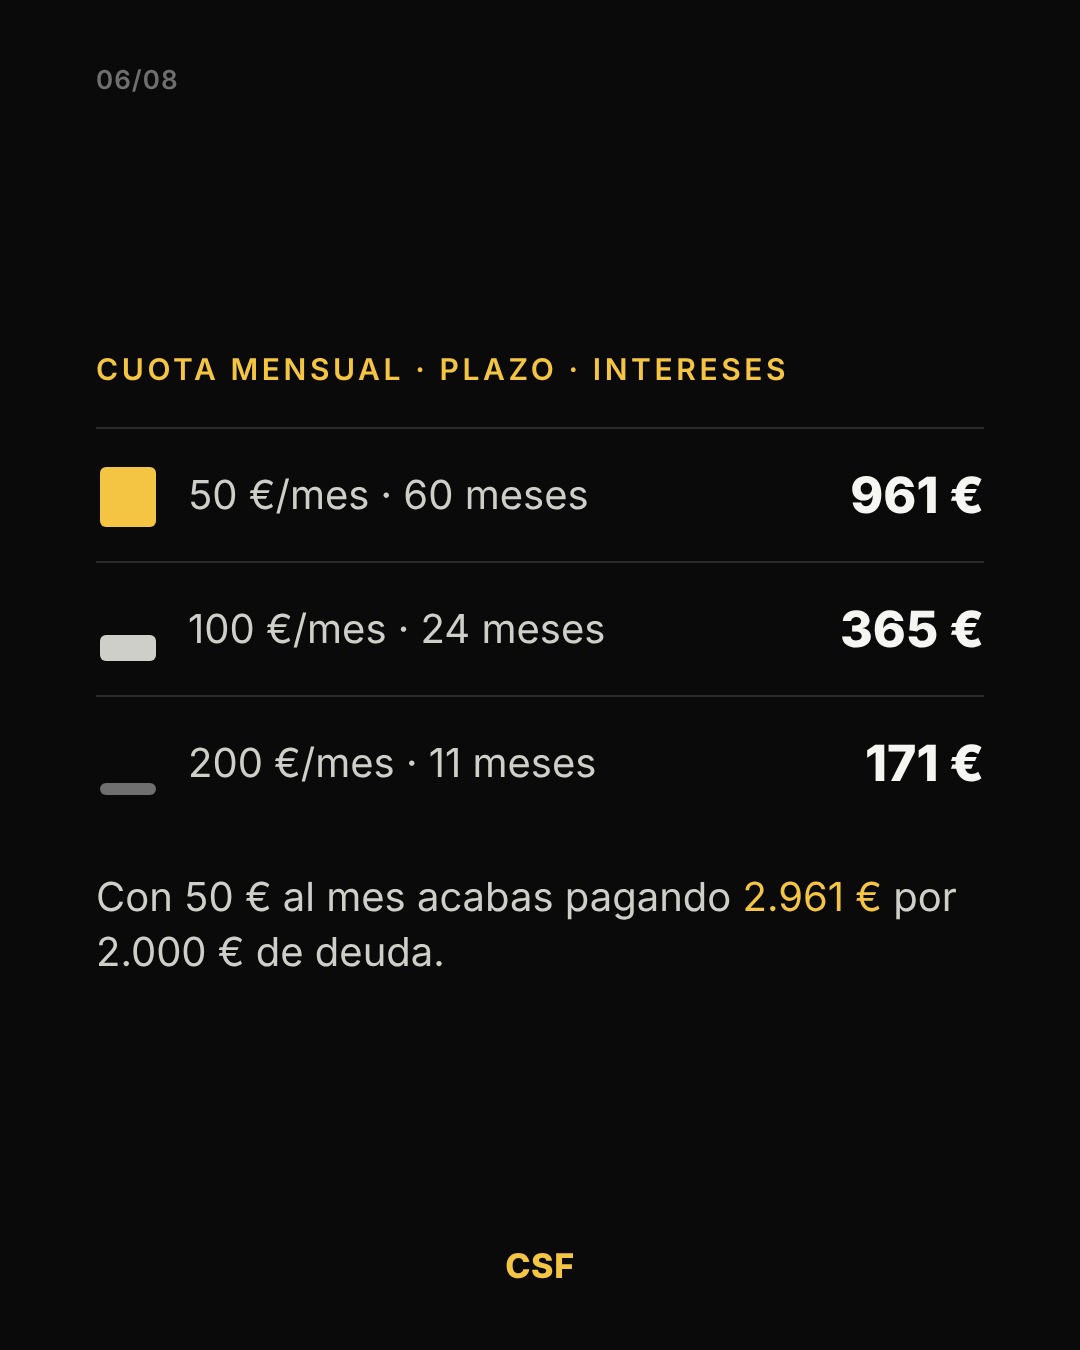 06/08
CUOTA MENSUAL · PLAZO · INTERESES
50 €/mes · 60 meses 961 €
100 €/mes · 24 meses 365 €
200 €/mes · 11 meses 171 €
Con 50 € al mes acabas pagando 2.961 € por
2.000 € de deuda.
CSF